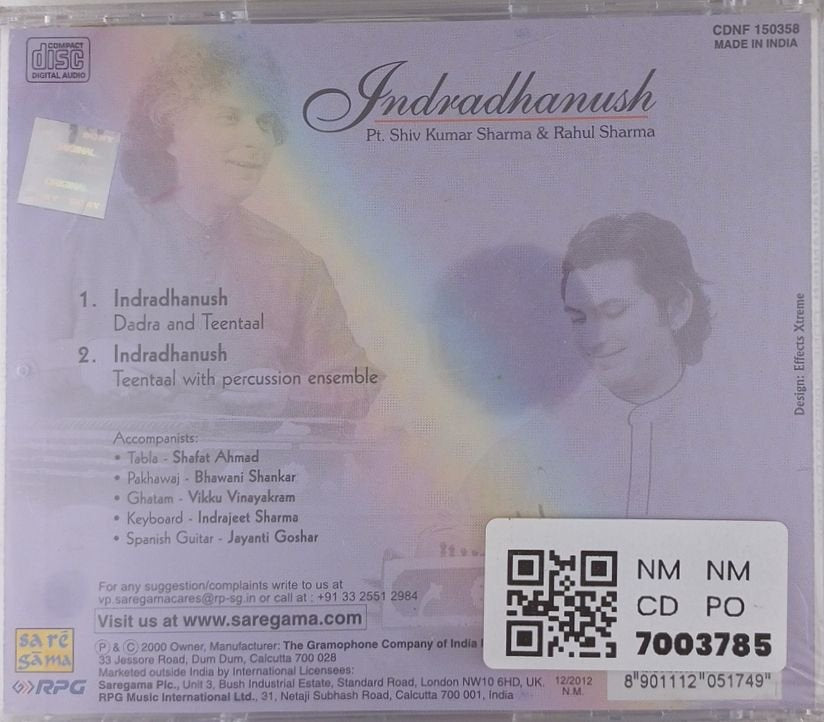 COMPACT
disc
DIGITAL AUDIO
CDNF 150358
MADE IN INDIA
Indradhanush
Pt. Shiv Kumar Sharma & Rahul Sharma
ORIGINAL
ORIGINAL
1. Indradhanush
Dadra and Teentaal
2. Indradhanush
Teentaal with percussion ensemble
Design: Effects Xtreme
Accompanists:
• Tabla - Shafat Ahmad
• Pakhawaj - Bhawani Shankar
• Ghatam - Vikku Vinayakram
• Keyboard - Indrajeet Sharma
• Spanish Guitar - Jayanti Goshar
For any suggestion/complaints write to us at
vp.saregamacares@rp-sg.in or call at : +91 33 2551 2984
Visit us at www.saregama.com
Ⓟ & Ⓒ 2000 Owner, Manufacturer: The Gramophone Company of India
33 Jessore Road, Dum Dum, Calcutta 700 028
Marketed outside India by International Licensees:
Saregama Plc., Unit 3, Bush Industrial Estate, Standard Road, London NW10 6HD, UK.
RPG Music International Ltd., 31, Netaji Subhash Road, Calcutta 700 001, India
sa rē
gāma
RPG
12/2012
N.M.
NM NM
CD PO
7003785
8"901112"051749"